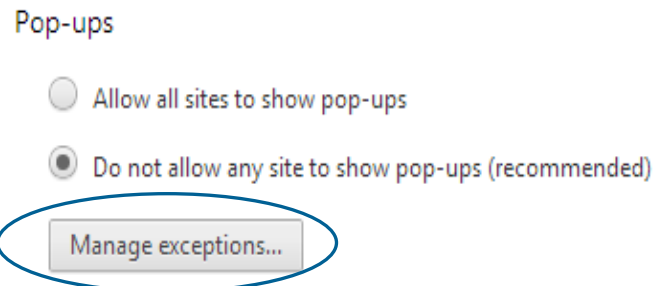 Pop-ups
Allow all sites to show pop-ups
Do not allow any site to show pop-ups (recommended)
Manage exceptions...